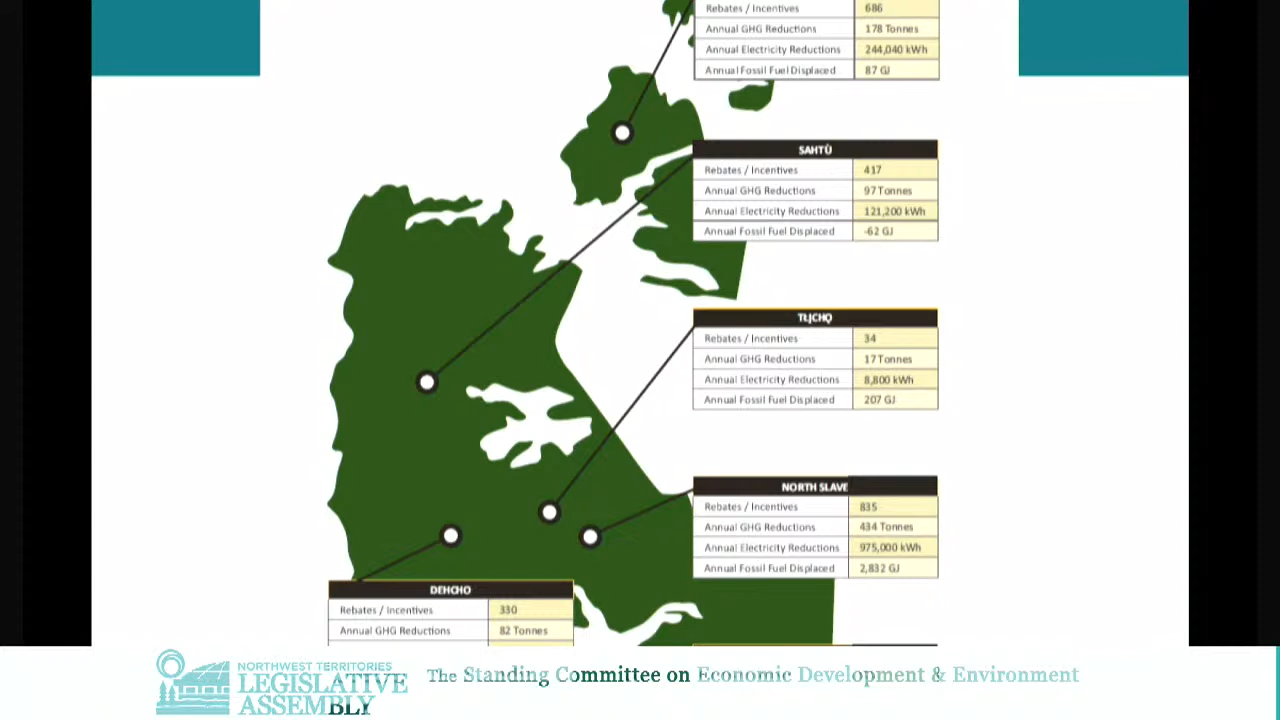 Rebates / Incentives 686
Annual GHG Reductions 178 Tonnes
Annual Electricity Reductions 244,040 kWh
Annual Fossil Fuel Displaced 87 GJ
SAHTÙ
Rebates / Incentives 417
Annual GHG Reductions 97 Tonnes
Annual Electricity Reductions 121,200 kWh
Annual Fossil Fuel Displaced -62 GJ
TŁĮCHǪ
Rebates / Incentives 34
Annual GHG Reductions 17 Tonnes
Annual Electricity Reductions 8,800 kWh
Annual Fossil Fuel Displaced 207 GJ
NORTH SLAVE
Rebates / Incentives 835
Annual GHG Reductions 434 Tonnes
Annual Electricity Reductions 975,000 kWh
Annual Fossil Fuel Displaced 2,832 GJ
DEHCHO
Rebates / Incentives 330
Annual GHG Reductions 82 Tonnes
NORTHWEST TERRITORIES
LEGISLATIVE
ASSEMBLY
The Standing Committee on Economic Development & Environment